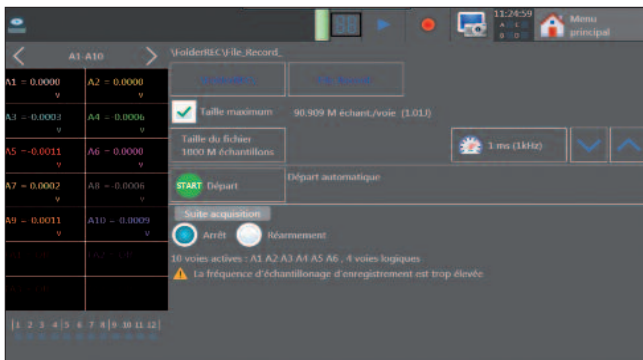 11:24:59
Menu
principal
A1-A10
\FolderREC\File_Record_
A1 = 0.0000
V
A2 = 0.0000
V
Taille maximum
90.909 M échant./voie (1.01J)
A3 =-0.0003
V
A4 = 0.0006
V
Taille du fichier
1000 M échantillons
1 ms (1kHz)
A5 =-0.0011
V
A6 = 0.0000
V
START Départ
Départ automatique
A7 = 0.0002
V
A8 = -0.0006
V
Suite acquisition
A9 = 0.0011
V
A10 = 0.0009
V
Arrêt
Réarmement
10 voies actives : A1 A2 A3 A4 A5 A6 , 4 voies logiques
La fréquence d'échantillonage d'enregistrement est trop élevée
1 2 3 4 5 6 7 8 9 10 11 12